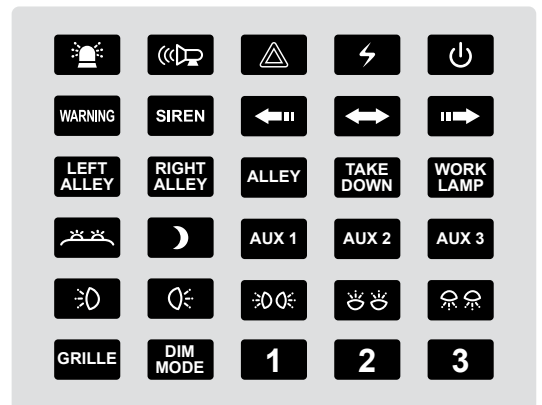 WARNING SIREN
LEFT ALLEY RIGHT ALLEY ALLEY TAKE DOWN WORK LAMP
AUX 1 AUX 2 AUX 3
GRILLE DIM MODE 1 2 3